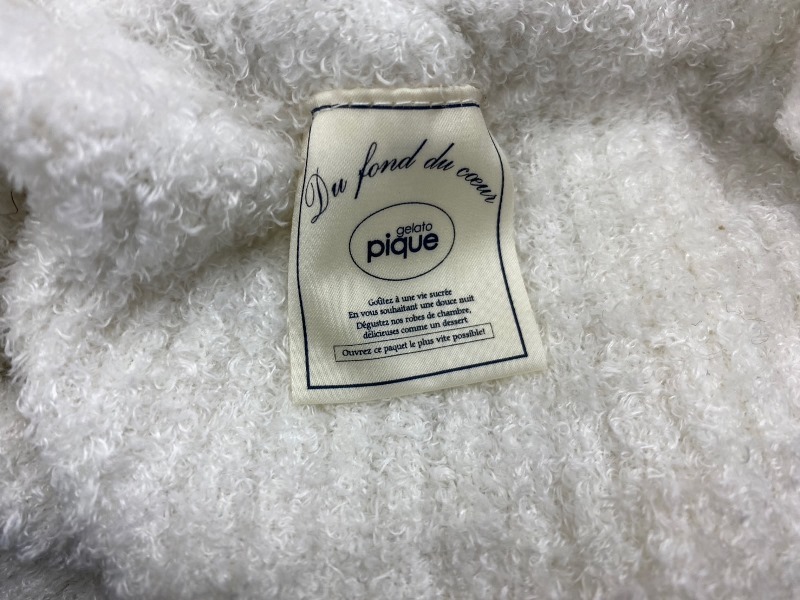 Du fond du cœur
gelato
pique
Goûtez à une vie sucrée
En vous souhaitant une douce nuit
Dégustez nos robes de chambre,
délicieuses comme un dessert
Ouvrez ce paquet le plus vite possible!